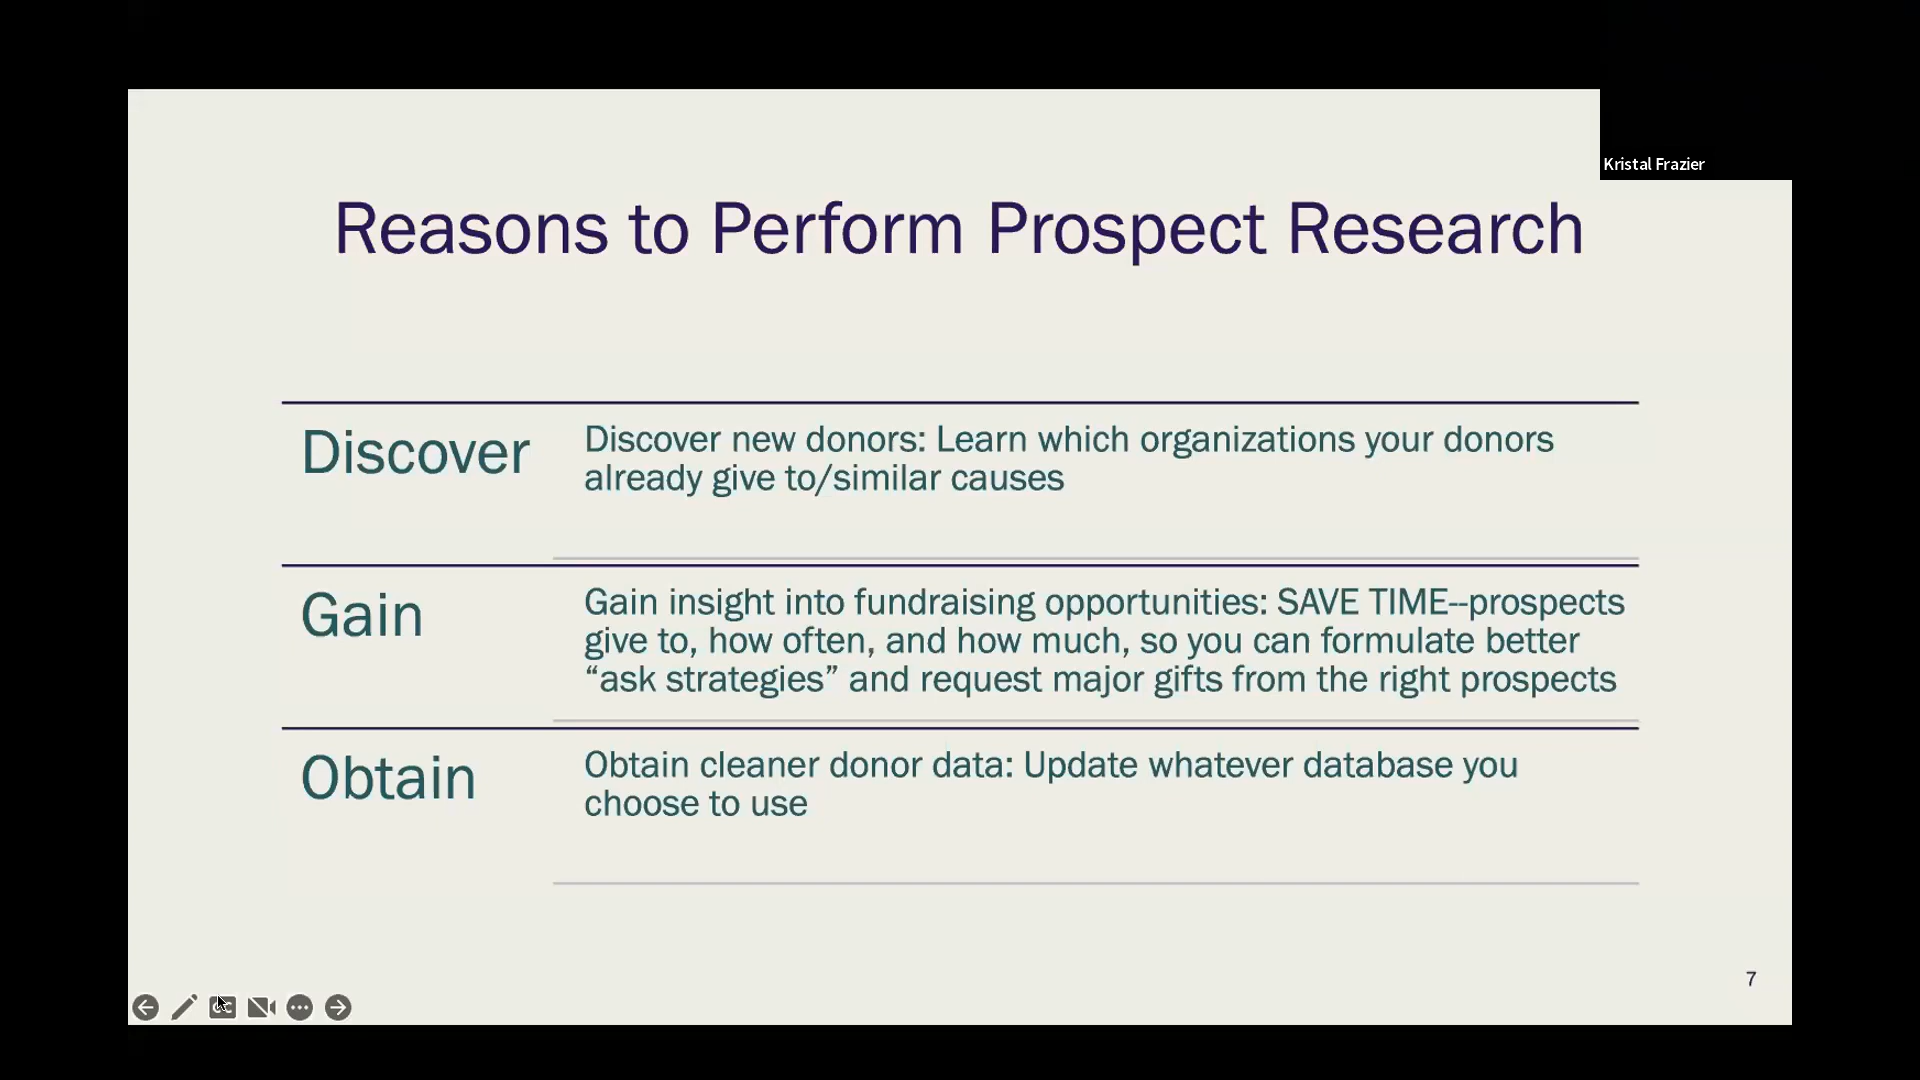 Kristal Frazier
Reasons to Perform Prospect Research
Discover
Discover new donors: Learn which organizations your donors
already give to/similar causes
Gain
Gain insight into fundraising opportunities: SAVE TIME--prospects
give to, how often, and how much, so you can formulate better
“ask strategies” and request major gifts from the right prospects
Obtain
Obtain cleaner donor data: Update whatever database you
choose to use
7